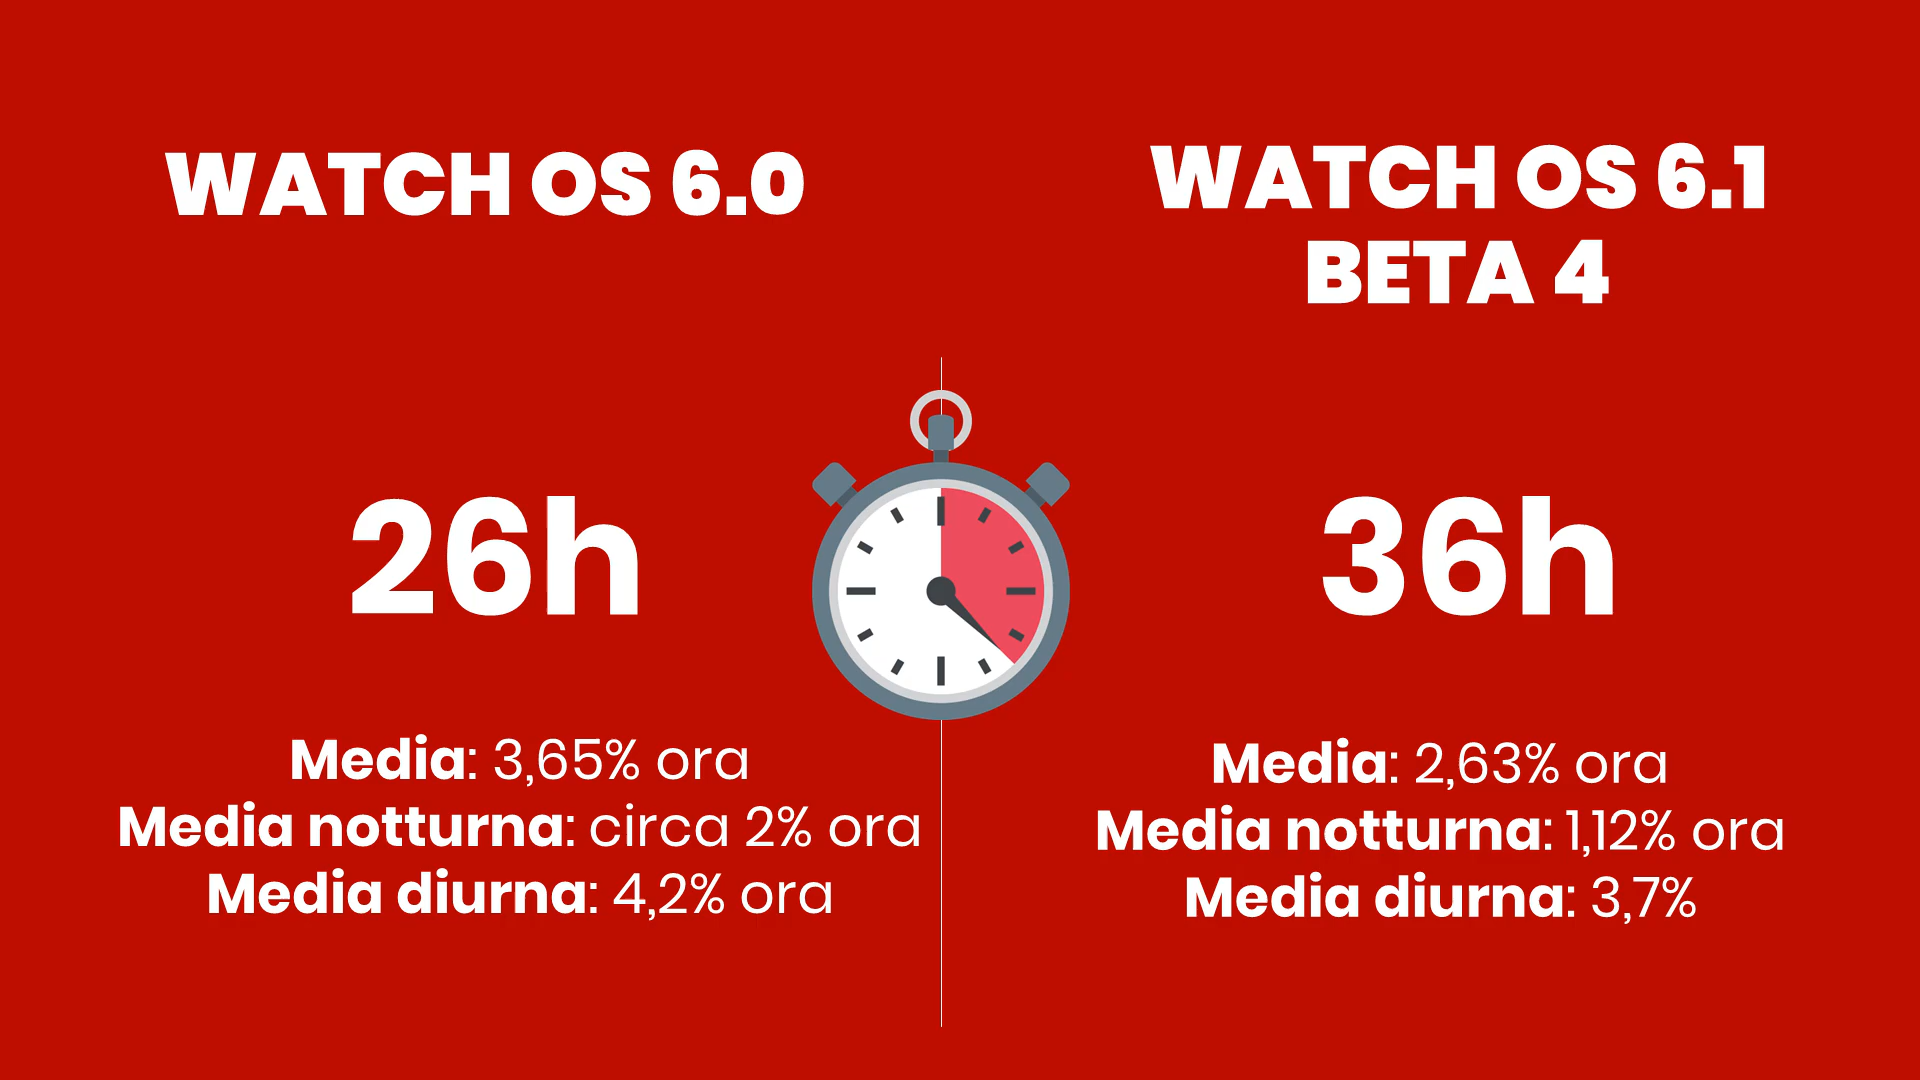 WATCH OS 6.0
26h
Media: 3,65% ora
Media notturna: circa 2% ora
Media diurna: 4,2% ora
WATCH OS 6.1
BETA 4
36h
Media: 2,63% ora
Media notturna: 1,12% ora
Media diurna: 3,7%